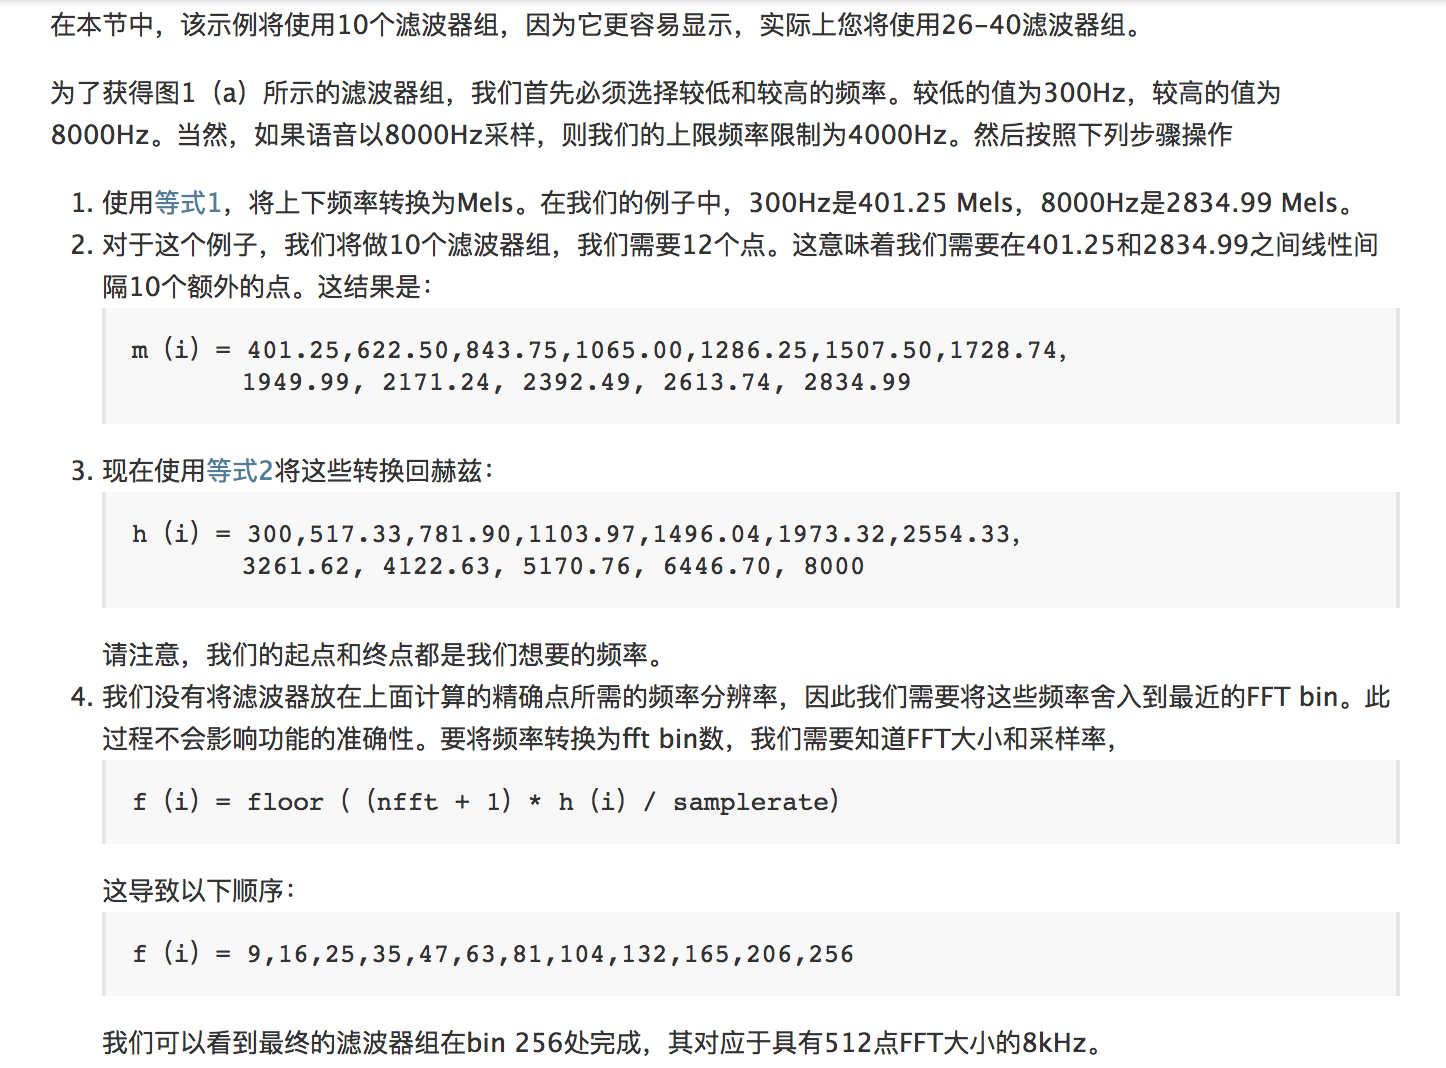 在本节中，该示例将使用10个滤波器组，因为它更容易显示，实际上您将使用26-40滤波器组。
为了获得图1（a）所示的滤波器组，我们首先必须选择较低和较高的频率。较低的值为300Hz，较高的值为
8000Hz。当然，如果语音以8000Hz采样，则我们的上限频率限制为4000Hz。然后按照下列步骤操作
1. 使用等式1，将上下频率转换为Mels。在我们的例子中，300Hz是401.25 Mels，8000Hz是2834.99 Mels。
2. 对于这个例子，我们将做10个滤波器组，我们需要12个点。这意味着我们需要在401.25和2834.99之间线性间
隔10个额外的点。这结果是：
m（i）= 401.25,622.50,843.75,1065.00,1286.25,1507.50,1728.74,
1949.99, 2171.24, 2392.49, 2613.74, 2834.99
3. 现在使用等式2将这些转换回赫兹：
h（i）= 300,517.33,781.90,1103.97,1496.04,1973.32,2554.33,
3261.62, 4122.63, 5170.76, 6446.70, 8000
请注意，我们的起点和终点都是我们想要的频率。
4. 我们没有将滤波器放在上面计算的精确点所需的频率分辨率，因此我们需要将这些频率舍入到最近的FFT bin。此
过程不会影响功能的准确性。要将频率转换为fft bin数，我们需要知道FFT大小和采样率，
f（i）= floor（（nfft + 1）* h（i）/ samplerate）
这导致以下顺序：
f（i）= 9,16,25,35,47,63,81,104,132,165,206,256
我们可以看到最终的滤波器组在bin 256处完成，其对应于具有512点FFT大小的8kHz。